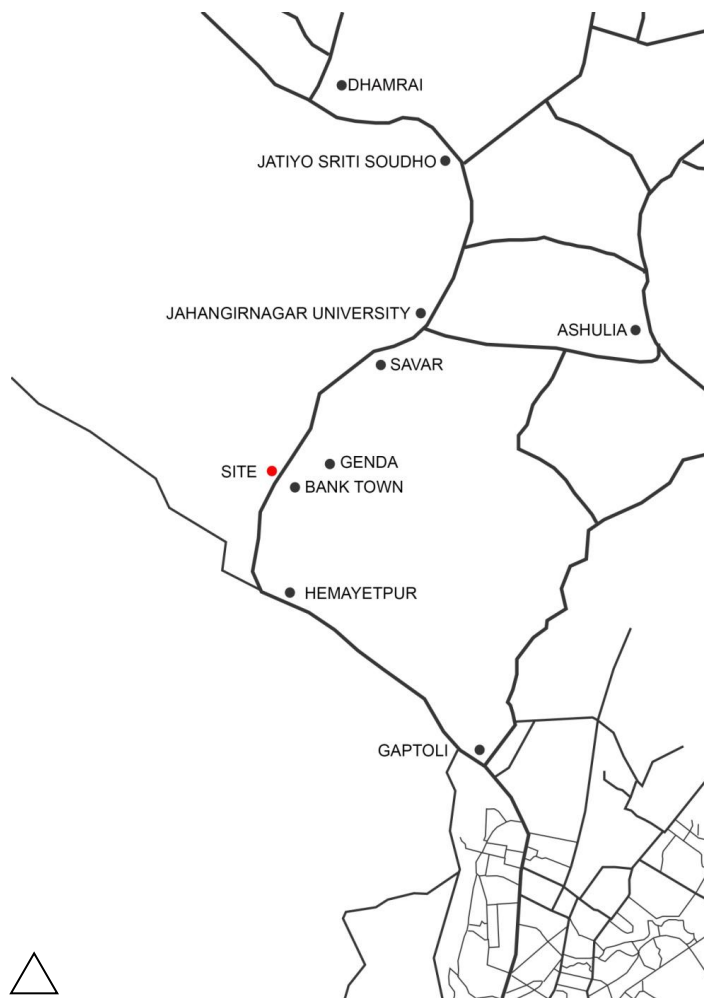 DHAMRAI
JATIYO SRITI SOUDHO
JAHANGIRNAGAR UNIVERSITY
ASHULIA
SAVAR
GENDA
SITE
BANK TOWN
HEMAYETPUR
GAPTOLI